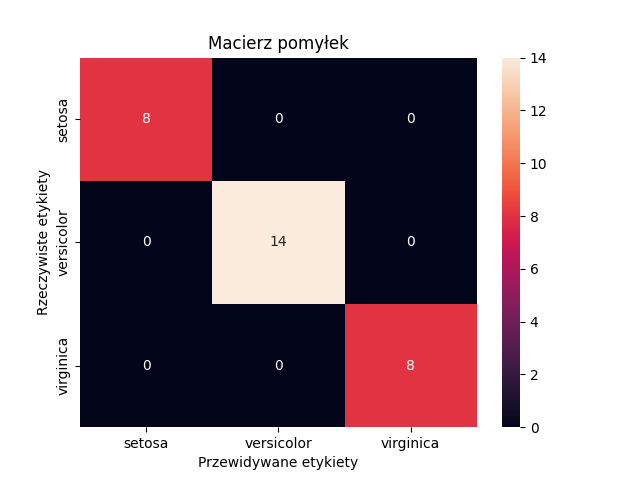 Macierz pomyłek
setosa
versicolor
virginica
Rzeczywiste etykiety
8 0 0
0 14 0
0 0 8
setosa versicolor virginica
Przewidywane etykiety
14
12
10
8
6
4
2
0